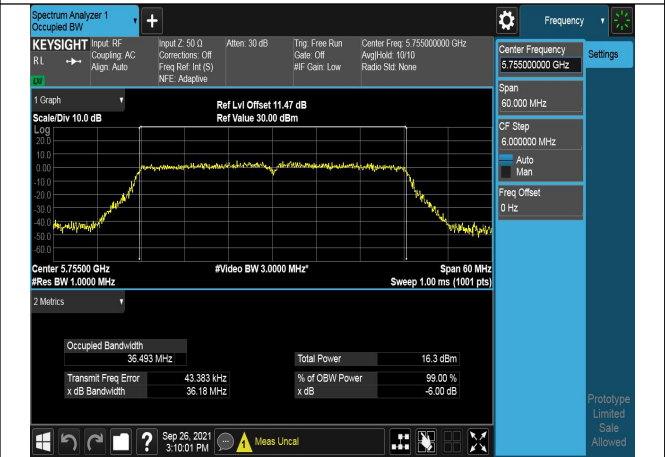 Spectrum Analyzer 1
Occupied BW
+
Frequency
KEYSIGHT Input: RF Input Z: 50 Ω Atten: 30 dB Trig: Free Run Center Freq: 5.755000000 GHz
RL Coupling: AC Corrections: Off Gate: Off Avg|Hold: 10/10
Align: Auto Freq Ref: Int (S) #IF Gain: Low Radio Std: None
NFE: Adaptive
LXI
Center Frequency
5.755000000 GHz
Settings
Span
60.000 MHz
CF Step
6.000000 MHz
Auto
Man
Freq Offset
0 Hz
1 Graph
Ref Lvl Offset 11.47 dB
Scale/Div 10.0 dB Ref Value 30.00 dBm
Log
20.0
10.0
0.00
-10.0
-20.0
-30.0
-40.0
-50.0
-60.0
Center 5.75500 GHz #Video BW 3.0000 MHz* Span 60 MHz
#Res BW 1.0000 MHz Sweep 1.00 ms (1001 pts)
2 Metrics
Occupied Bandwidth
36.493 MHz Total Power 16.3 dBm
Transmit Freq Error 43.383 kHz % of OBW Power 99.00 %
x dB Bandwidth 36.18 MHz x dB -6.00 dB
Prototype
Limited
Sale
Allowed
? Sep 26, 2021
3:10:01 PM Meas Uncal